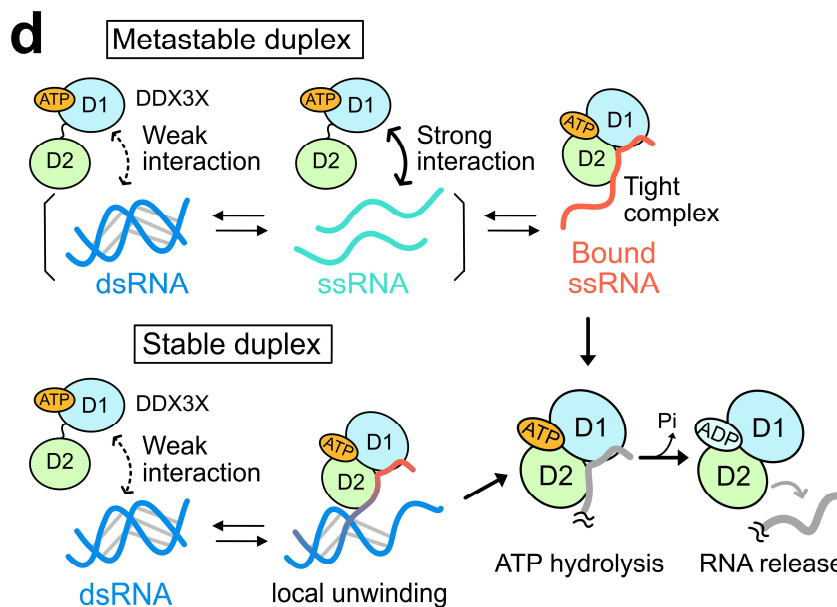 d
Metastable duplex
ATP
D1
DDX3X
D2
Weak
interaction
dsRNA
ATP
D1
D2
Strong
interaction
ssRNA
ATP
D1
D2
Tight
complex
Bound
ssRNA
Stable duplex
ATP
D1
DDX3X
D2
Weak
interaction
dsRNA
ATP
D1
D2
local unwinding
ATP
D1
D2
ATP hydrolysis
Pi
ADP
D1
D2
RNA release